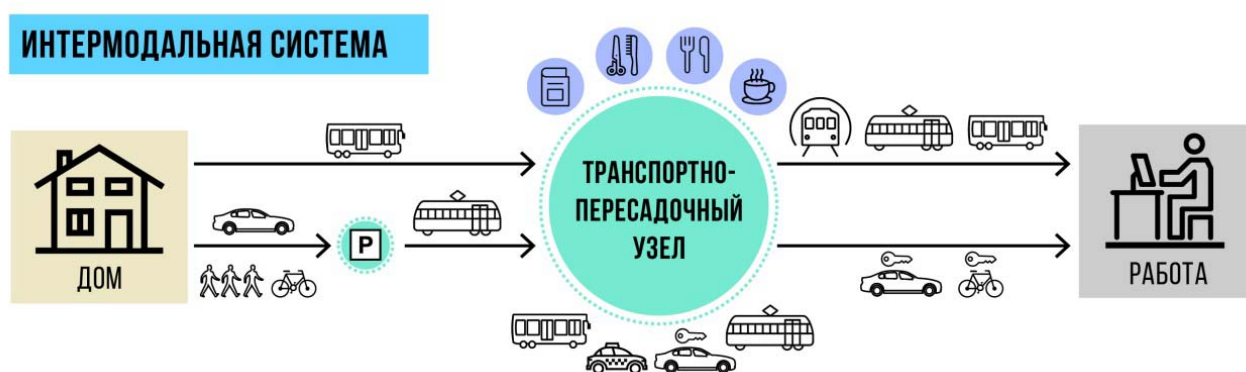 ИНТЕРМОДАЛЬНАЯ СИСТЕМА
ТРАНСПОРТНО-
ПЕРЕСАДОЧНЫЙ
УЗЕЛ
P
ДОМ
РАБОТА